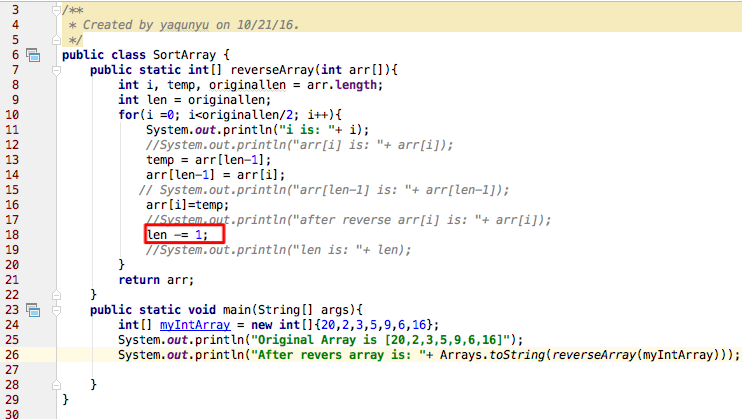 3 /**
4 * Created by yaqunyu on 10/21/16.
5 */
6 public class SortArray {
7 public static int[] reverseArray(int arr[]){
8 int i, temp, originallen = arr.length;
9 int len = originallen;
10 for(i =0; i<originallen/2; i++){
11 System.out.println("i is: "+ i);
12 //System.out.println("arr[i] is: "+ arr[i]);
13 temp = arr[len-1];
14 arr[len-1] = arr[i];
15 // System.out.println("arr[len-1] is: "+ arr[len-1]);
16 arr[i]=temp;
17 //System.out.println("after reverse arr[i] is: "+ arr[i]);
18 len -= 1;
19 //System.out.println("len is: "+ len);
20 }
21 return arr;
22 }
23 public static void main(String[] args){
24 int[] myIntArray = new int[]{20,2,3,5,9,6,16};
25 System.out.println("Original Array is [20,2,3,5,9,6,16]");
26 System.out.println("After revers array is: "+ Arrays.toString(reverseArray(myIntArray)));
27
28 }
29 }
30